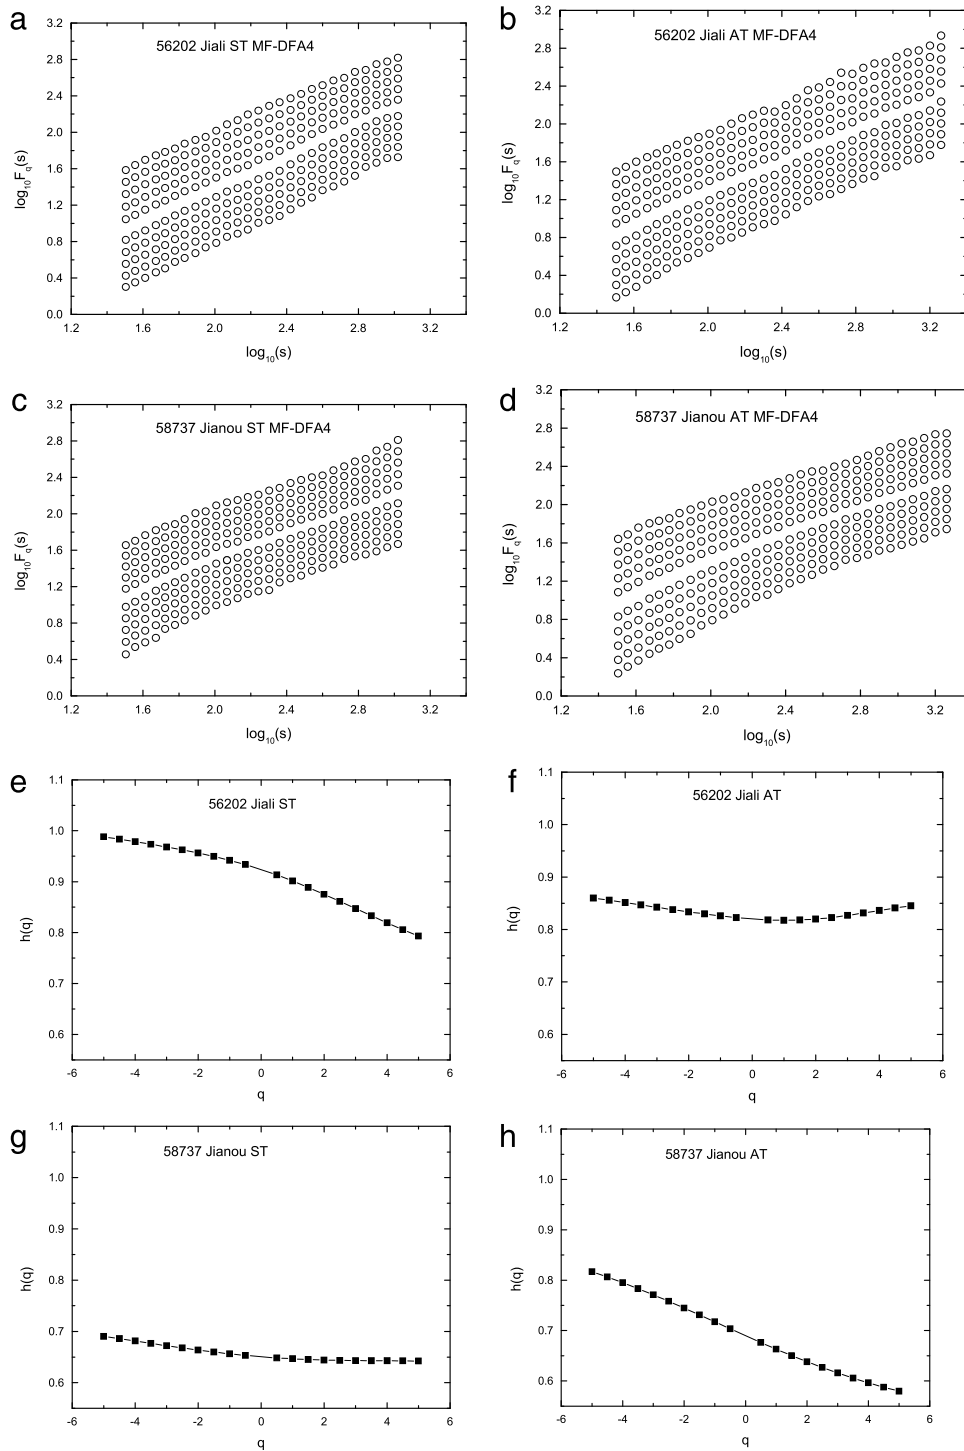 a
56202 Jiali ST MF-DFA4
3.2
2.8
2.4
2.0
1.6
1.2
0.8
0.4
0.0
log10Fq(s)
1.2 1.6 2.0 2.4 2.8 3.2
log10(s)
b
56202 Jiali AT MF-DFA4
3.2
2.8
2.4
2.0
1.6
1.2
0.8
0.4
0.0
log10Fq(s)
1.2 1.6 2.0 2.4 2.8 3.2
log10(s)
c
58737 Jianou ST MF-DFA4
3.2
2.8
2.4
2.0
1.6
1.2
0.8
0.4
0.0
log10Fq(s)
1.2 1.6 2.0 2.4 2.8 3.2
log10(s)
d
58737 Jianou AT MF-DFA4
3.2
2.8
2.4
2.0
1.6
1.2
0.8
0.4
0.0
log10Fq(s)
1.2 1.6 2.0 2.4 2.8 3.2
log10(s)
e
56202 Jiali ST
1.1
1.0
0.9
0.8
0.7
0.6
h(q)
-6 -4 -2 0 2 4 6
q
f
56202 Jiali AT
1.1
1.0
0.9
0.8
0.7
0.6
h(q)
-6 -4 -2 0 2 4 6
q
g
58737 Jianou ST
1.1
1.0
0.9
0.8
0.7
0.6
h(q)
-6 -4 -2 0 2 4 6
q
h
58737 Jianou AT
1.1
1.0
0.9
0.8
0.7
0.6
h(q)
-6 -4 -2 0 2 4 6
q